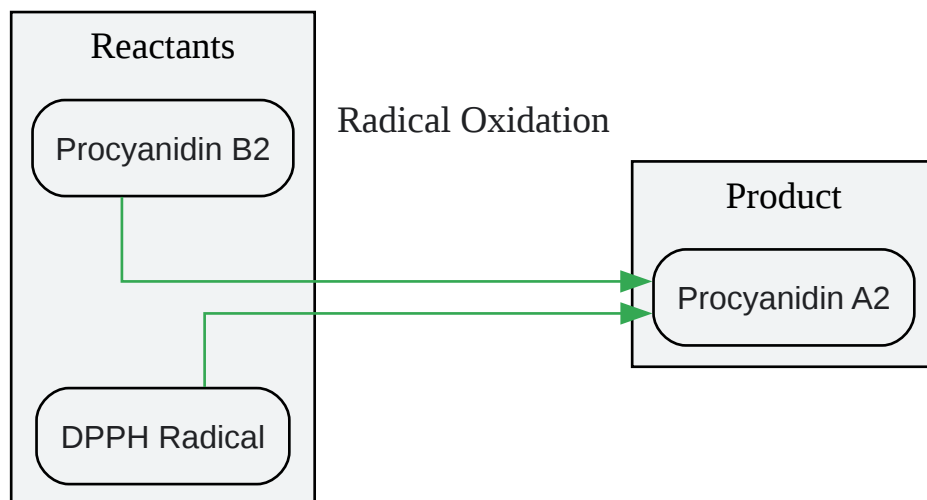 Reactants
Procyanidin B2
Radical Oxidation
Product
Procyanidin A2
DPPH Radical